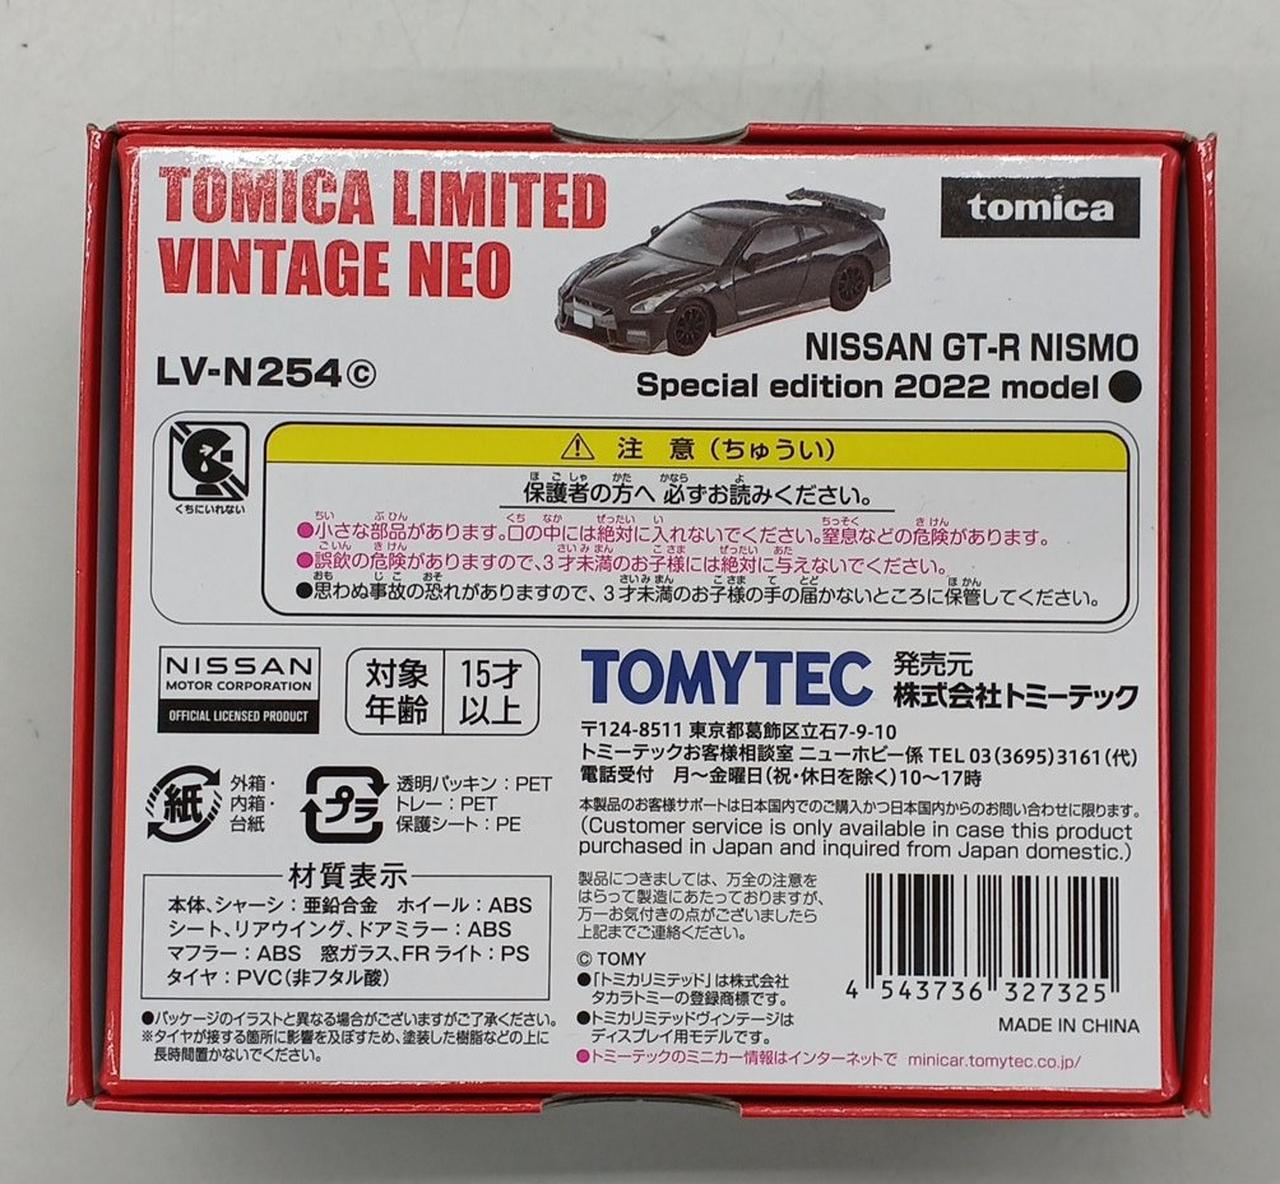 TOMICA LIMITED
VINTAGE NEO
tomica
LV-N254©
NISSAN GT-R NISMO
Special edition 2022 model●
くちにいれない
⚠ 注 意（ちゅうい）
保護者の方へ 必ずお読みください。
●小さな部品があります。口の中には絶対に入れないでください。窒息などの危険があります。
●誤飲の危険がありますので、3才未満のお子様には絶対に与えないでください。
●思わぬ事故の恐れがありますので、3才未満のお子様の手の届かないところに保管してください。
NISSAN
MOTOR CORPORATION
OFFICIAL LICENSED PRODUCT
対象年齢 15才以上
紙 外箱・
内箱・
台紙
プラ 透明パッキン：PET
トレー：PET
保護シート：PE
材質表示
本体、シャーシ：亜鉛合金 ホイール：ABS
シート、リアウイング、ドアミラー：ABS
マフラー：ABS 窓ガラス、FRライト：PS
タイヤ：PVC（非フタル酸）
●パッケージのイラストと異なる場合がございますがご了承ください。
※タイヤが接する箇所に影響を及ぼすため、塗装した樹脂などの上に
長時間置かないでください。
TOMYTEC 発売元
株式会社トミーテック
〒124-8511 東京都葛飾区立石7-9-10
トミーテックお客様相談室 ニューホビー係 TEL 03(3695)3161(代)
電話受付 月〜金曜日（祝・休日を除く）10〜17時
本製品のお客様サポートは日本国内でのご購入かつ日本国内からのお問い合わせに限ります。
(Customer service is only available in case this product
purchased in Japan and inquired from Japan domestic.)
製品につきましては、万全の注意を
はらって製造にあたっておりますが、
万一お気付きの点がございましたら
上記までご連絡ください。
© TOMY
●「トミカリミテッド」は株式会社
タカラトミーの登録商標です。
●トミカリミテッドヴィンテージは
ディスプレイ用モデルです。
●トミーテックのミニカー情報はインターネットで minicar.tomytec.co.jp/
4 543736 327325
MADE IN CHINA